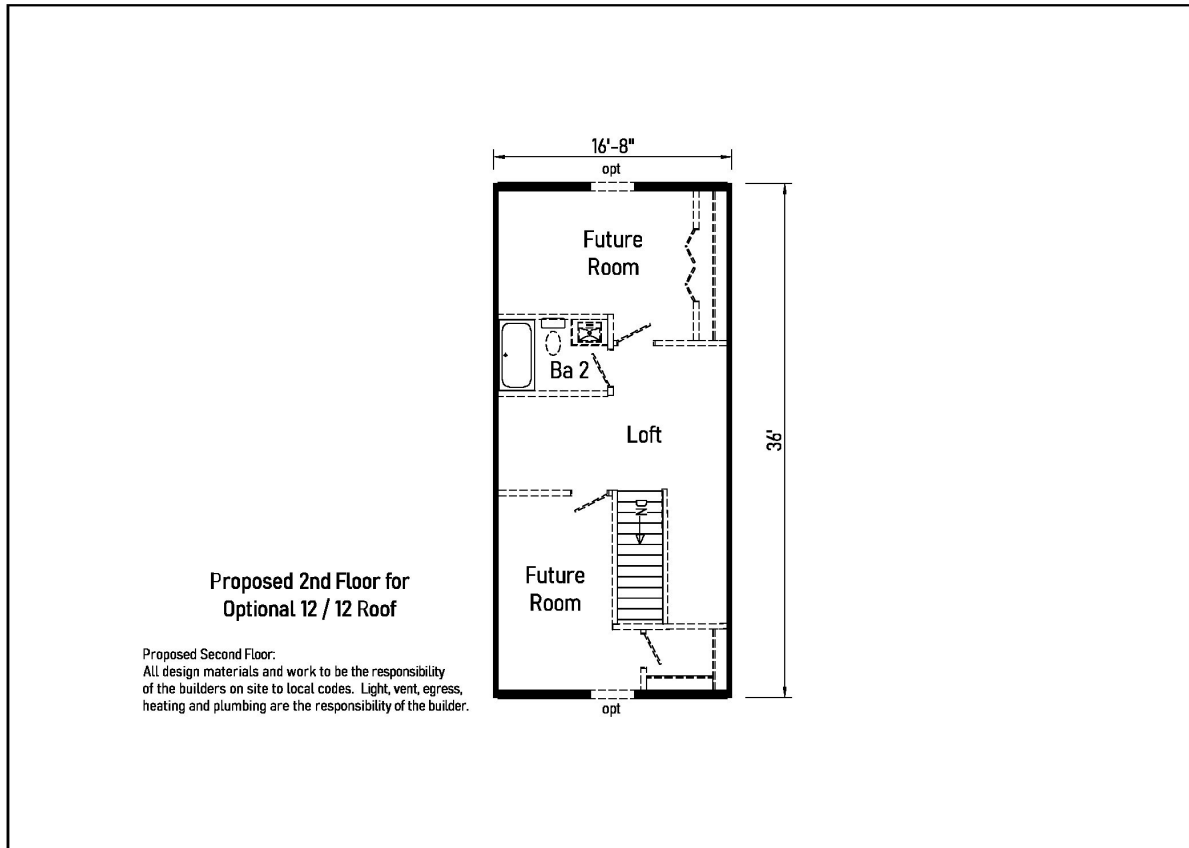 16'-8"
opt
Future
Room
Ba 2
Loft
36'
DN
Future
Room
opt
Proposed 2nd Floor for
Optional 12 / 12 Roof
Proposed Second Floor:
All design materials and work to be the responsibility
of the builders on site to local codes. Light, vent, egress,
heating and plumbing are the responsibility of the builder.